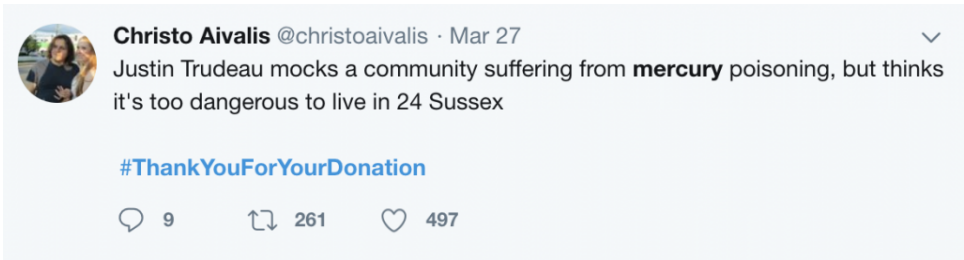 Christo Aivalis @christoaivalis · Mar 27
Justin Trudeau mocks a community suffering from mercury poisoning, but thinks
it's too dangerous to live in 24 Sussex
#ThankYouForYourDonation
9 261 497